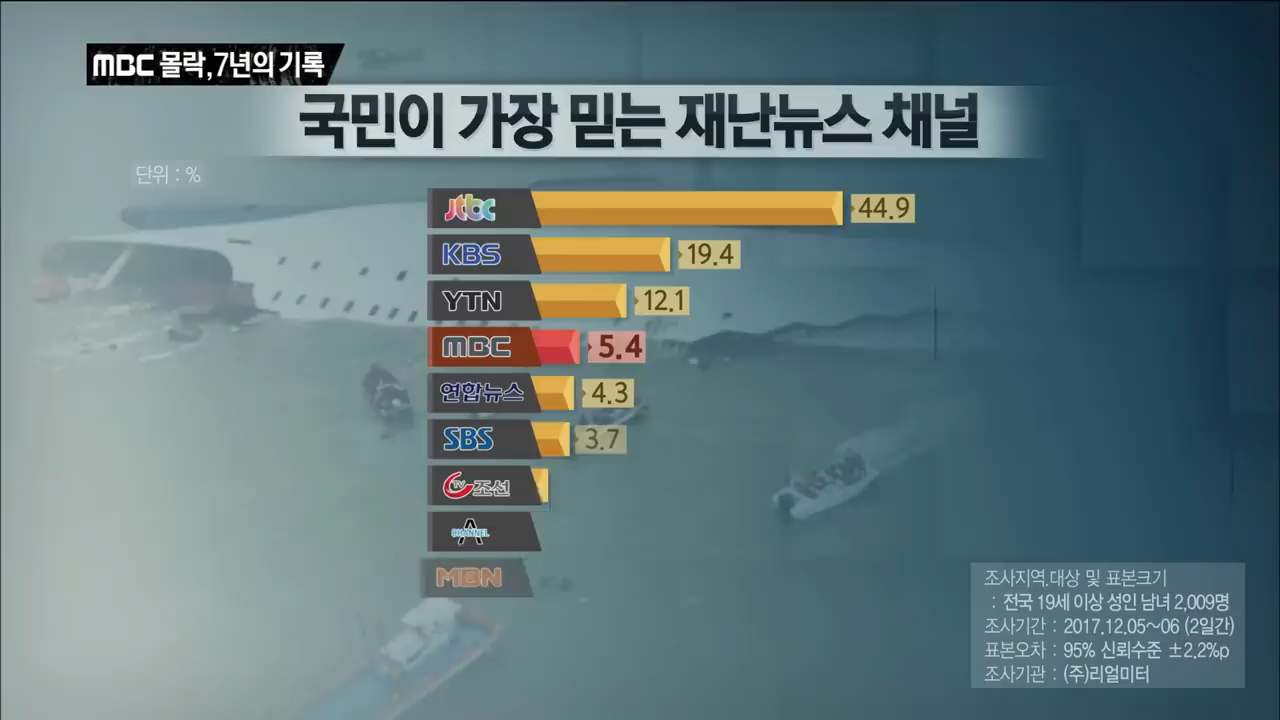 MBC 몰락, 7년의 기록
국민이 가장 믿는 재난뉴스 채널
단위 : %
jtbc 44.9
KBS 19.4
YTN 12.1
MBC 5.4
연합뉴스 4.3
SBS 3.7
TV조선
CHANNEL A
MBN
조사지역.대상 및 표본크기
: 전국 19세 이상 성인 남녀 2,009명
조사기간 : 2017.12.05~06 (2일간)
표본오차 : 95% 신뢰수준 ±2.2%p
조사기관 : (주)리얼미터